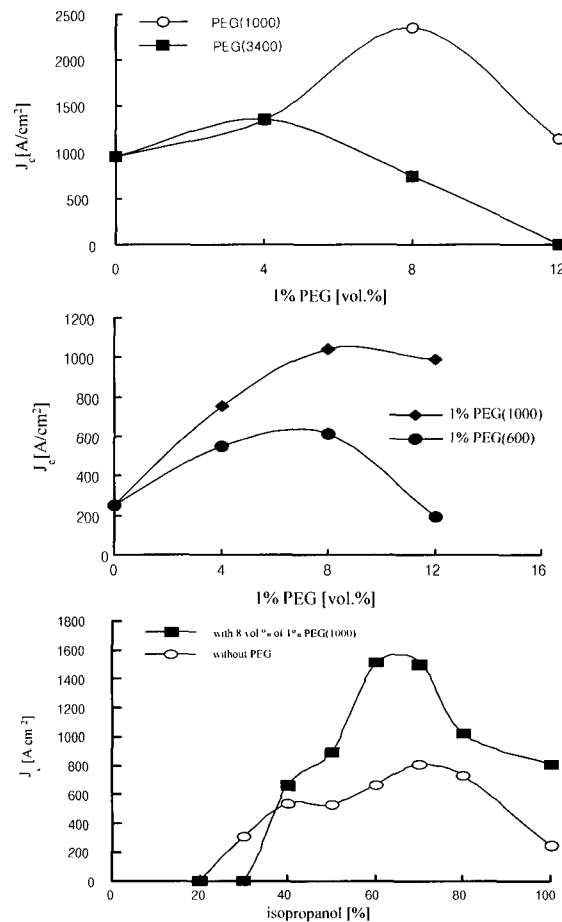 PEG(1000)
PEG(3400)
2500
2000
1500
1000
500
0
Jc[A/cm²]
0 4 8 12
1% PEG [vol.%]
1200
1000
800
600
400
200
0
Jc[A/cm²]
1% PEG(1000)
1% PEG(600)
0 4 8 12 16
1% PEG [vol.%]
with 8 vol % of 1% PEG(1000)
without PEG
1800
1600
1400
1200
1000
800
600
400
200
0
Jc [A cm²]
0 20 40 60 80 100
isopropanol [%]